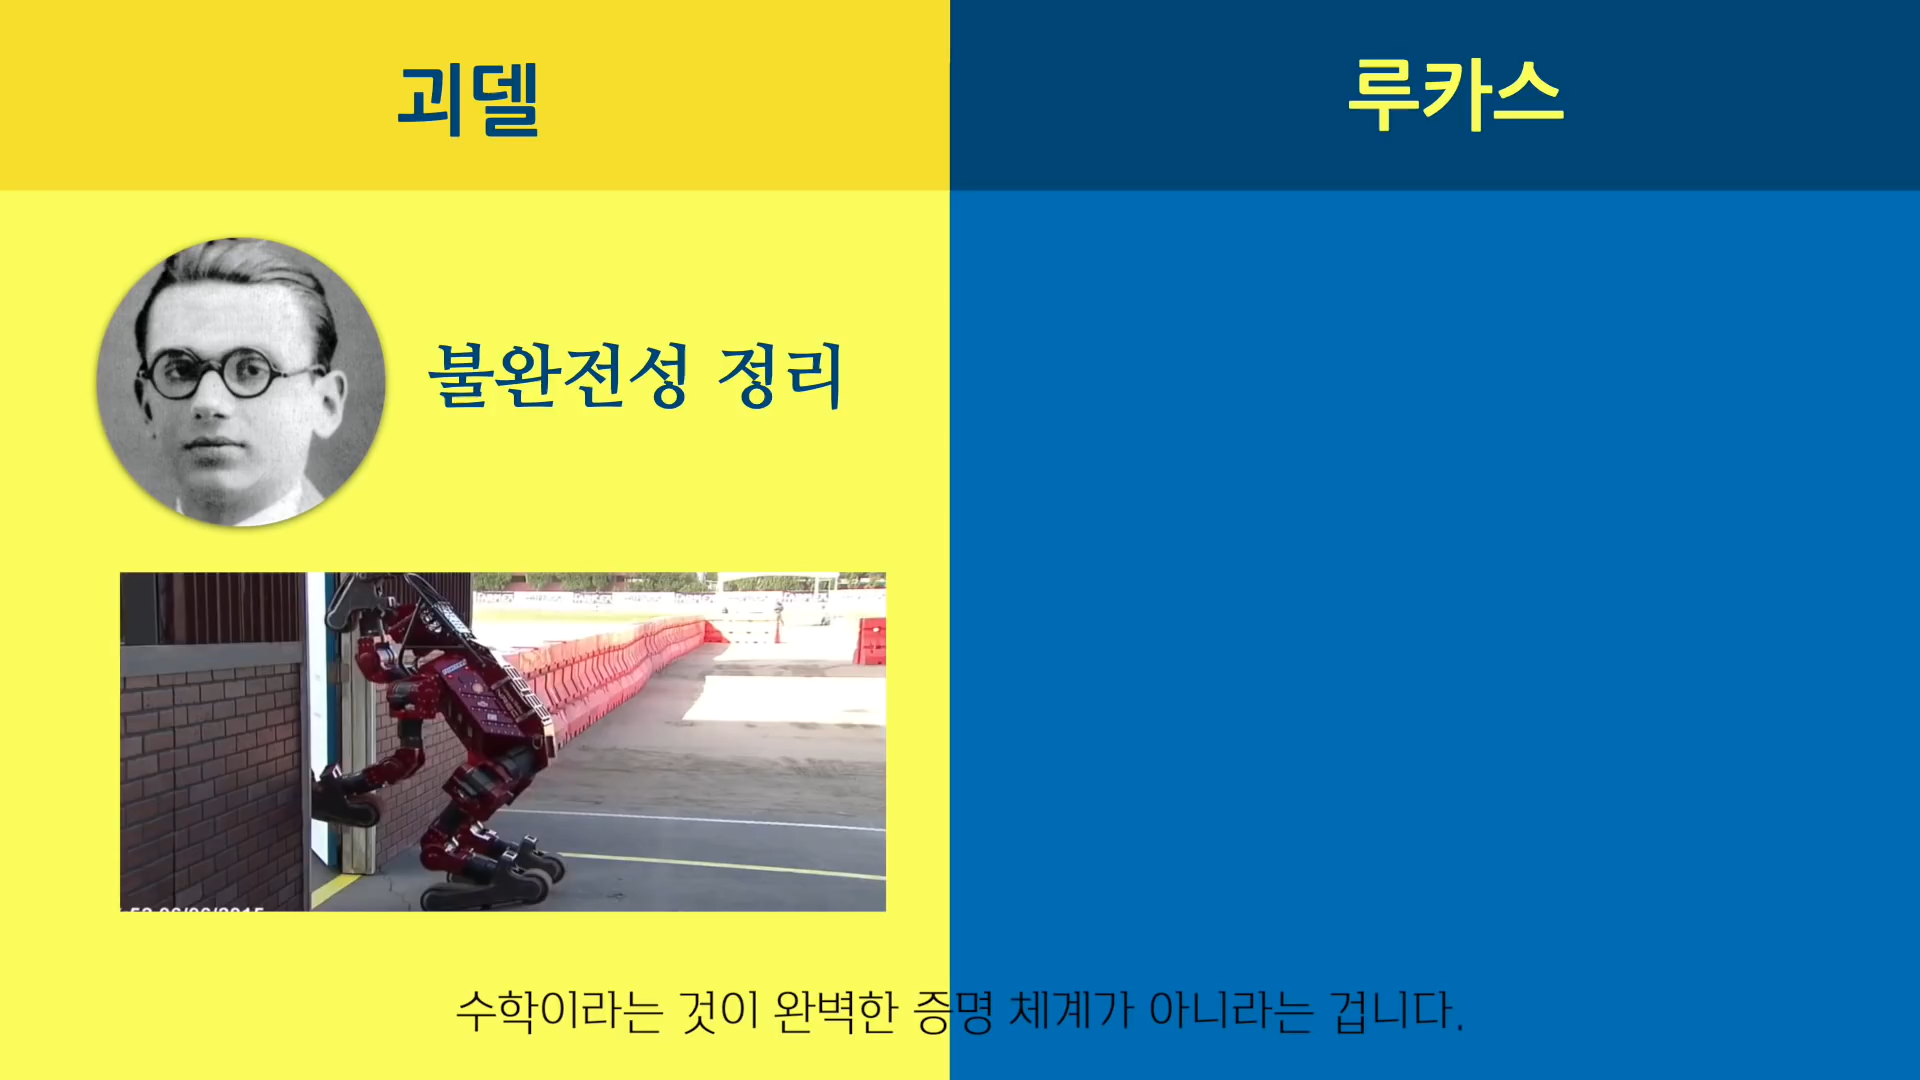 괴델
루카스
불완전성 정리
수학이라는 것이 완벽한 증명 체계가 아니라는 겁니다.